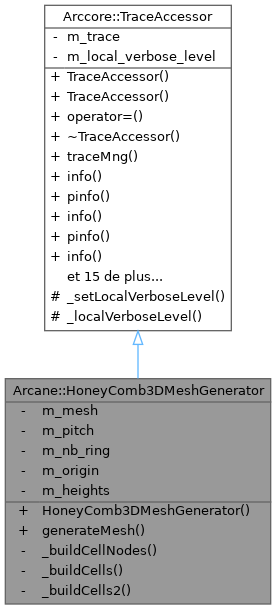 Arccore::TraceAccessor
- m_trace
- m_local_verbose_level
+ TraceAccessor()
+ TraceAccessor()
+ operator=()
+ ~TraceAccessor()
+ traceMng()
+ info()
+ pinfo()
+ info()
+ pinfo()
+ info()
et 15 de plus...
# _setLocalVerboseLevel()
# _localVerboseLevel()
Arcane::HoneyComb3DMeshGenerator
- m_mesh
- m_pitch
- m_nb_ring
- m_origin
- m_heights
+ HoneyComb3DMeshGenerator()
+ generateMesh()
- _buildCellNodes()
- _buildCells()
- _buildCells2()